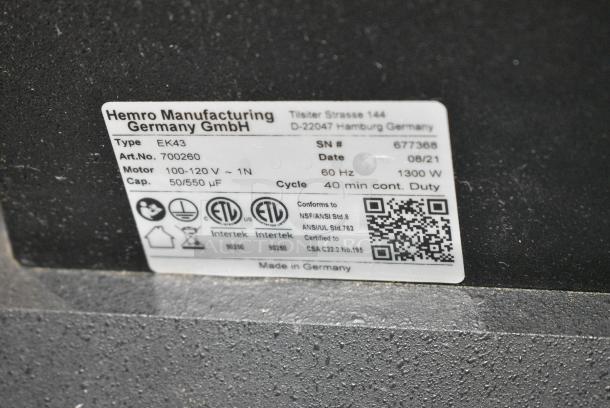 Hemro Manufacturing Germany GmbH
Tilsiter Strasse 144
D-22047 Hamburg Germany
Type EK43 SN # 677368
Art.No. 700260 Date 08/21
Motor 100-120 V ~ 1N 60 Hz 1300 W
Cap. 50/550 µF Cycle 40 min cont. Duty
ETL ETL
Intertek Intertek
Conforms to
NSF/ANSI Std.8
ANSI/UL Std.763
Certified to
CSA C22.2 No.195
Made in Germany